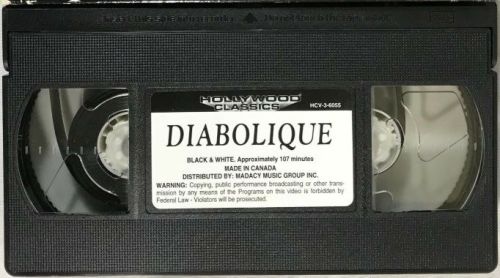 HOLLYWOOD
CLASSICS
HCV-3-6055
DIABOLIQUE
BLACK & WHITE. Approximately 107 minutes
MADE IN CANADA
DISTRIBUTED BY: MADACY MUSIC GROUP INC.
WARNING: Copying, public performance broadcasting or other trans-
mission by any means of the Programs on this video is forbidden by
Federal Law - Violators will be prosecuted.